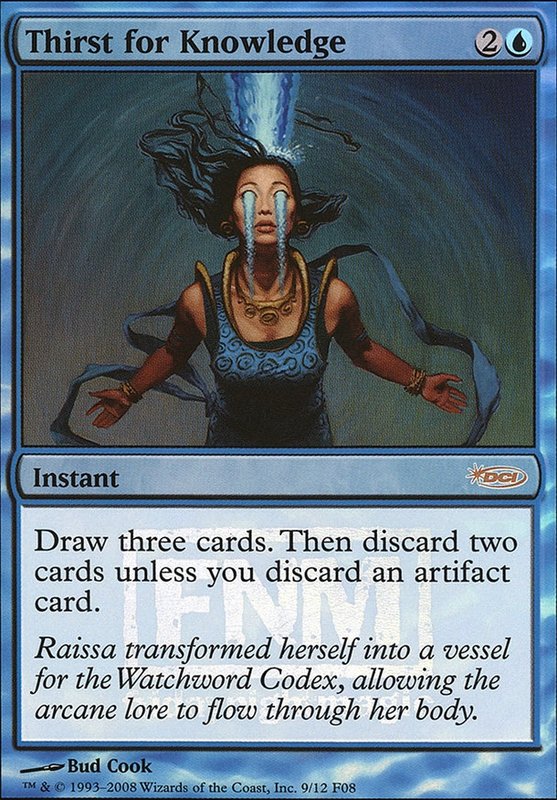 Thirst for Knowledge 2
Instant
DCI
FNM
Draw three cards. Then discard two
cards unless you discard an artifact
card.
Raissa transformed herself into a vessel
for the Watchword Codex, allowing the
arcane lore to flow through her body.
Bud Cook
™ & © 1993–2008 Wizards of the Coast, Inc. 9/12 F08